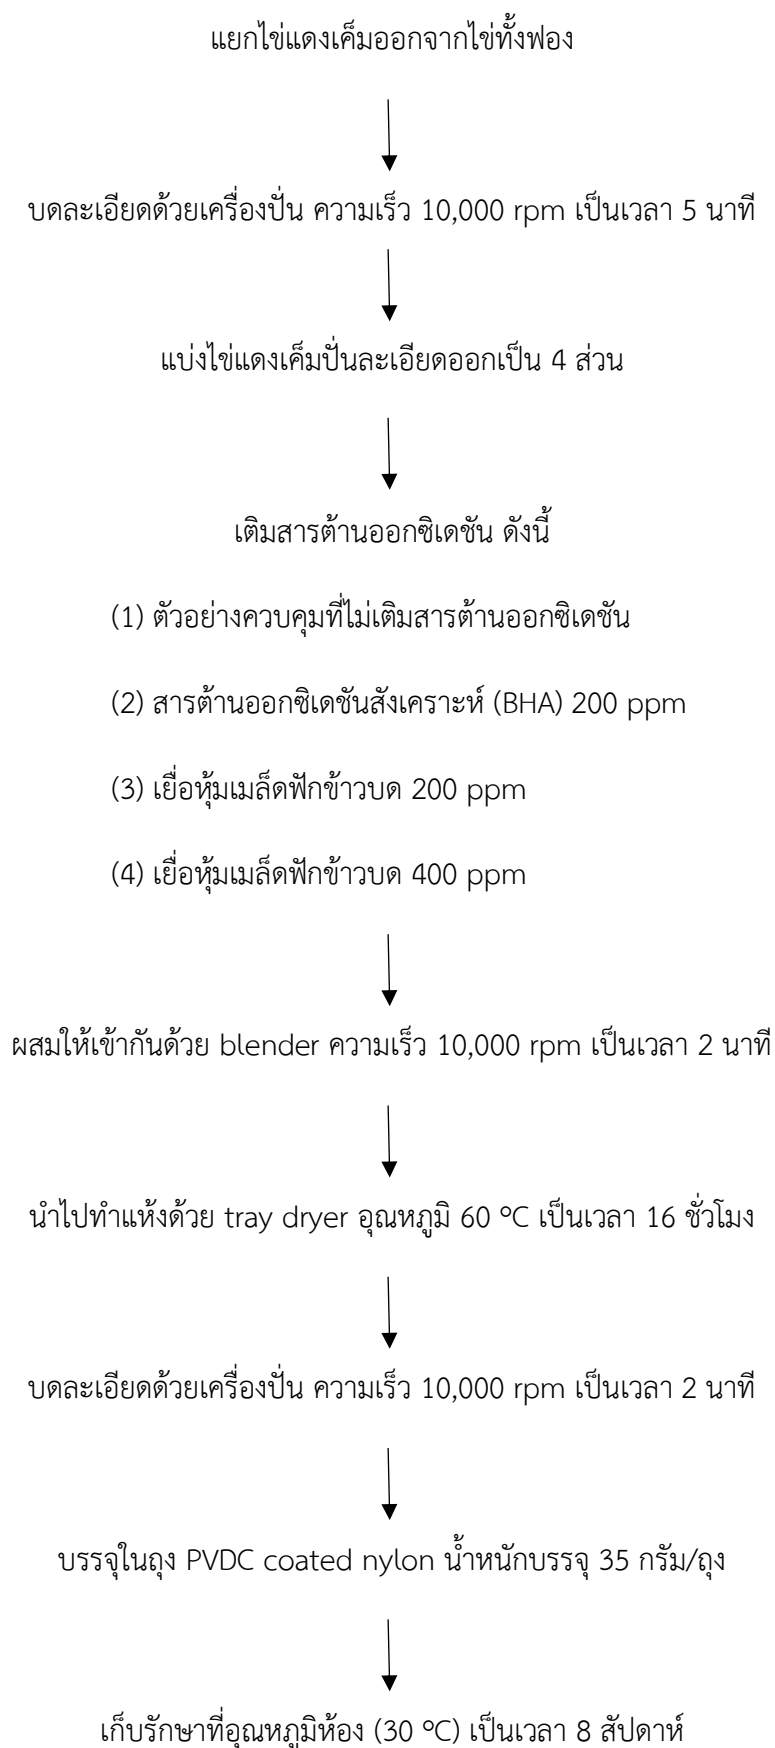 แยกไข่แดงเค็มออกจากไข่ทั้งฟอง
บดละเอียดด้วยเครื่องปั่น ความเร็ว 10,000 rpm เป็นเวลา 5 นาที
แบ่งไข่แดงเค็มปั่นละเอียดออกเป็น 4 ส่วน
เติมสารต้านออกซิเดชัน ดังนี้
(1) ตัวอย่างควบคุมที่ไม่เติมสารต้านออกซิเดชัน
(2) สารต้านออกซิเดชันสังเคราะห์ (BHA) 200 ppm
(3) เยื่อหุ้มเมล็ดฟักข้าวบด 200 ppm
(4) เยื่อหุ้มเมล็ดฟักข้าวบด 400 ppm
ผสมให้เข้ากันด้วย blender ความเร็ว 10,000 rpm เป็นเวลา 2 นาที
นำไปทำแห้งด้วย tray dryer อุณหภูมิ 60 ºC เป็นเวลา 16 ชั่วโมง
บดละเอียดด้วยเครื่องปั่น ความเร็ว 10,000 rpm เป็นเวลา 2 นาที
บรรจุในถุง PVDC coated nylon น้ำหนักบรรจุ 35 กรัม/ถุง
เก็บรักษาที่อุณหภูมิห้อง (30 ºC) เป็นเวลา 8 สัปดาห์